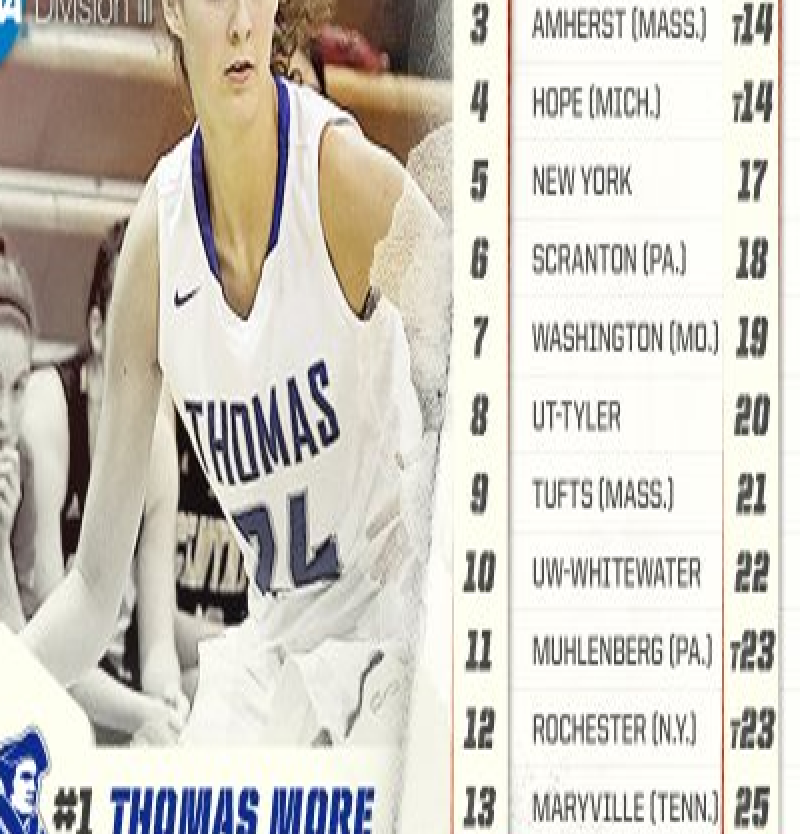 Division III
3 AMHERST (MASS.) T14
4 HOPE (MICH.) T14
5 NEW YORK 17
6 SCRANTON (PA.) 18
7 WASHINGTON (MO.) 19
8 UT-TYLER 20
9 TUFTS (MASS.) 21
10 UW-WHITEWATER 22
11 MUHLENBERG (PA.) T23
12 ROCHESTER (N.Y.) T23
13 MARYVILLE (TENN.) 25
THOMAS
#1 THOMAS MORE